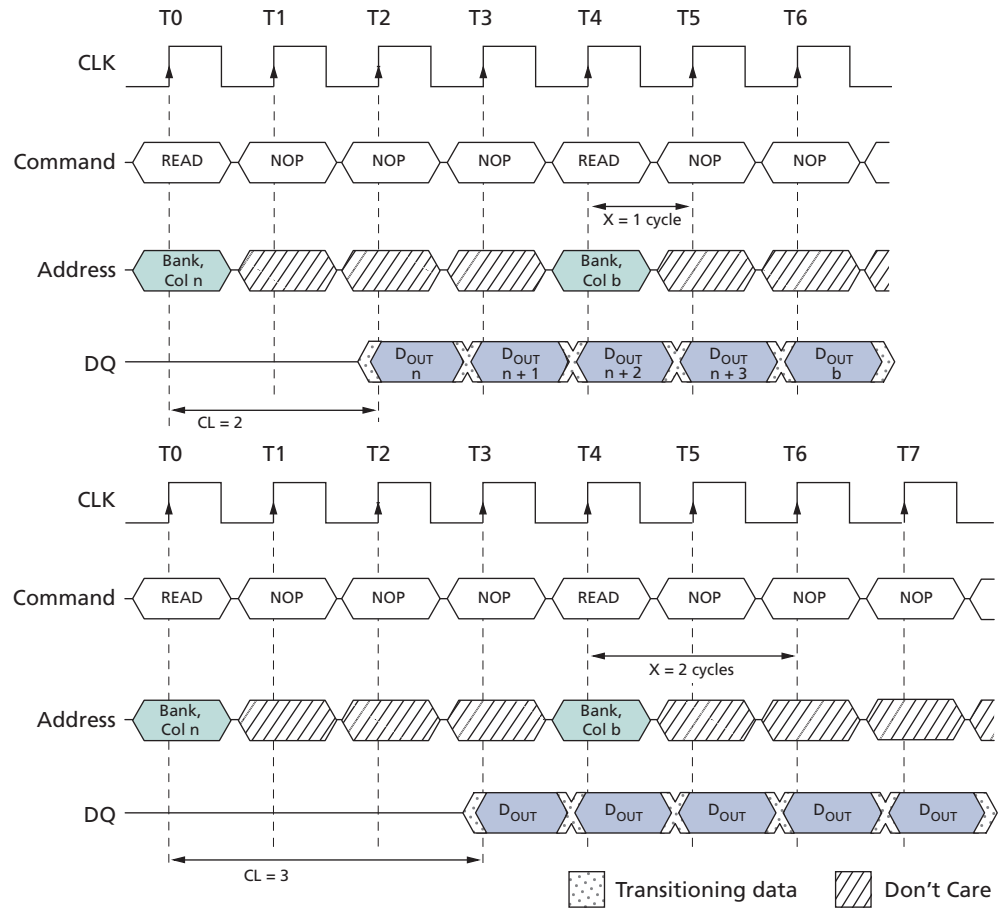 T0 T1 T2 T3 T4 T5 T6
CLK
Command READ NOP NOP NOP READ NOP NOP
X = 1 cycle
Address Bank, Col n Bank, Col b
DQ DOUT n DOUT n + 1 DOUT n + 2 DOUT n + 3 DOUT b
CL = 2
T0 T1 T2 T3 T4 T5 T6 T7
CLK
Command READ NOP NOP NOP READ NOP NOP NOP
X = 2 cycles
Address Bank, Col n Bank, Col b
DQ DOUT DOUT DOUT DOUT DOUT
CL = 3
Transitioning data Don't Care